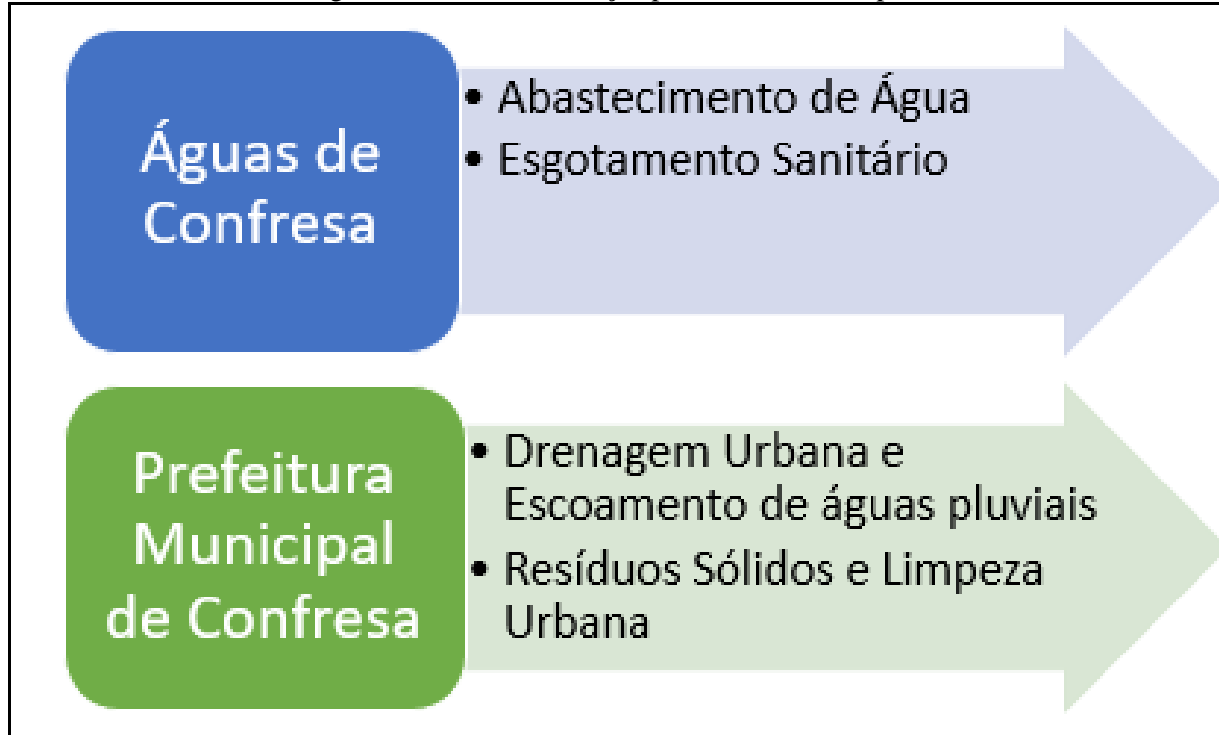 Águas de
Confresa
• Abastecimento de Água
• Esgotamento Sanitário
Prefeitura
Municipal
de Confresa
• Drenagem Urbana e
Escoamento de águas pluviais
• Resíduos Sólidos e Limpeza
Urbana